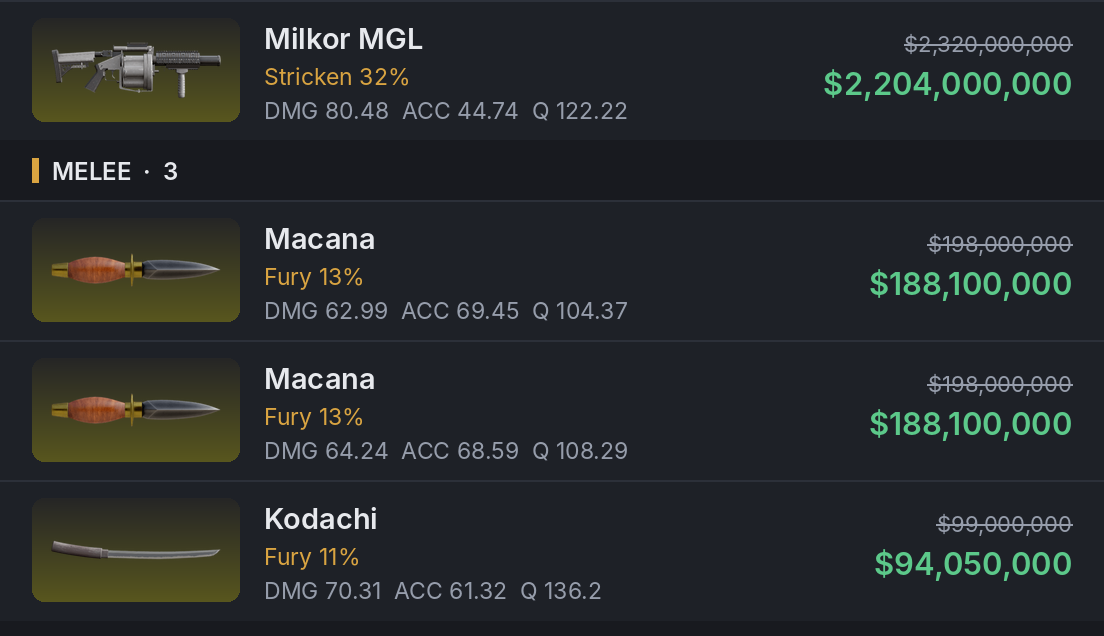 Milkor MGL
$2,320,000,000
Stricken 32%
$2,204,000,000
DMG 80.48 ACC 44.74 Q 122.22
MELEE · 3
Macana
$198,000,000
Fury 13%
$188,100,000
DMG 62.99 ACC 69.45 Q 104.37
Macana
$198,000,000
Fury 13%
$188,100,000
DMG 64.24 ACC 68.59 Q 108.29
Kodachi
$99,000,000
Fury 11%
$94,050,000
DMG 70.31 ACC 61.32 Q 136.2